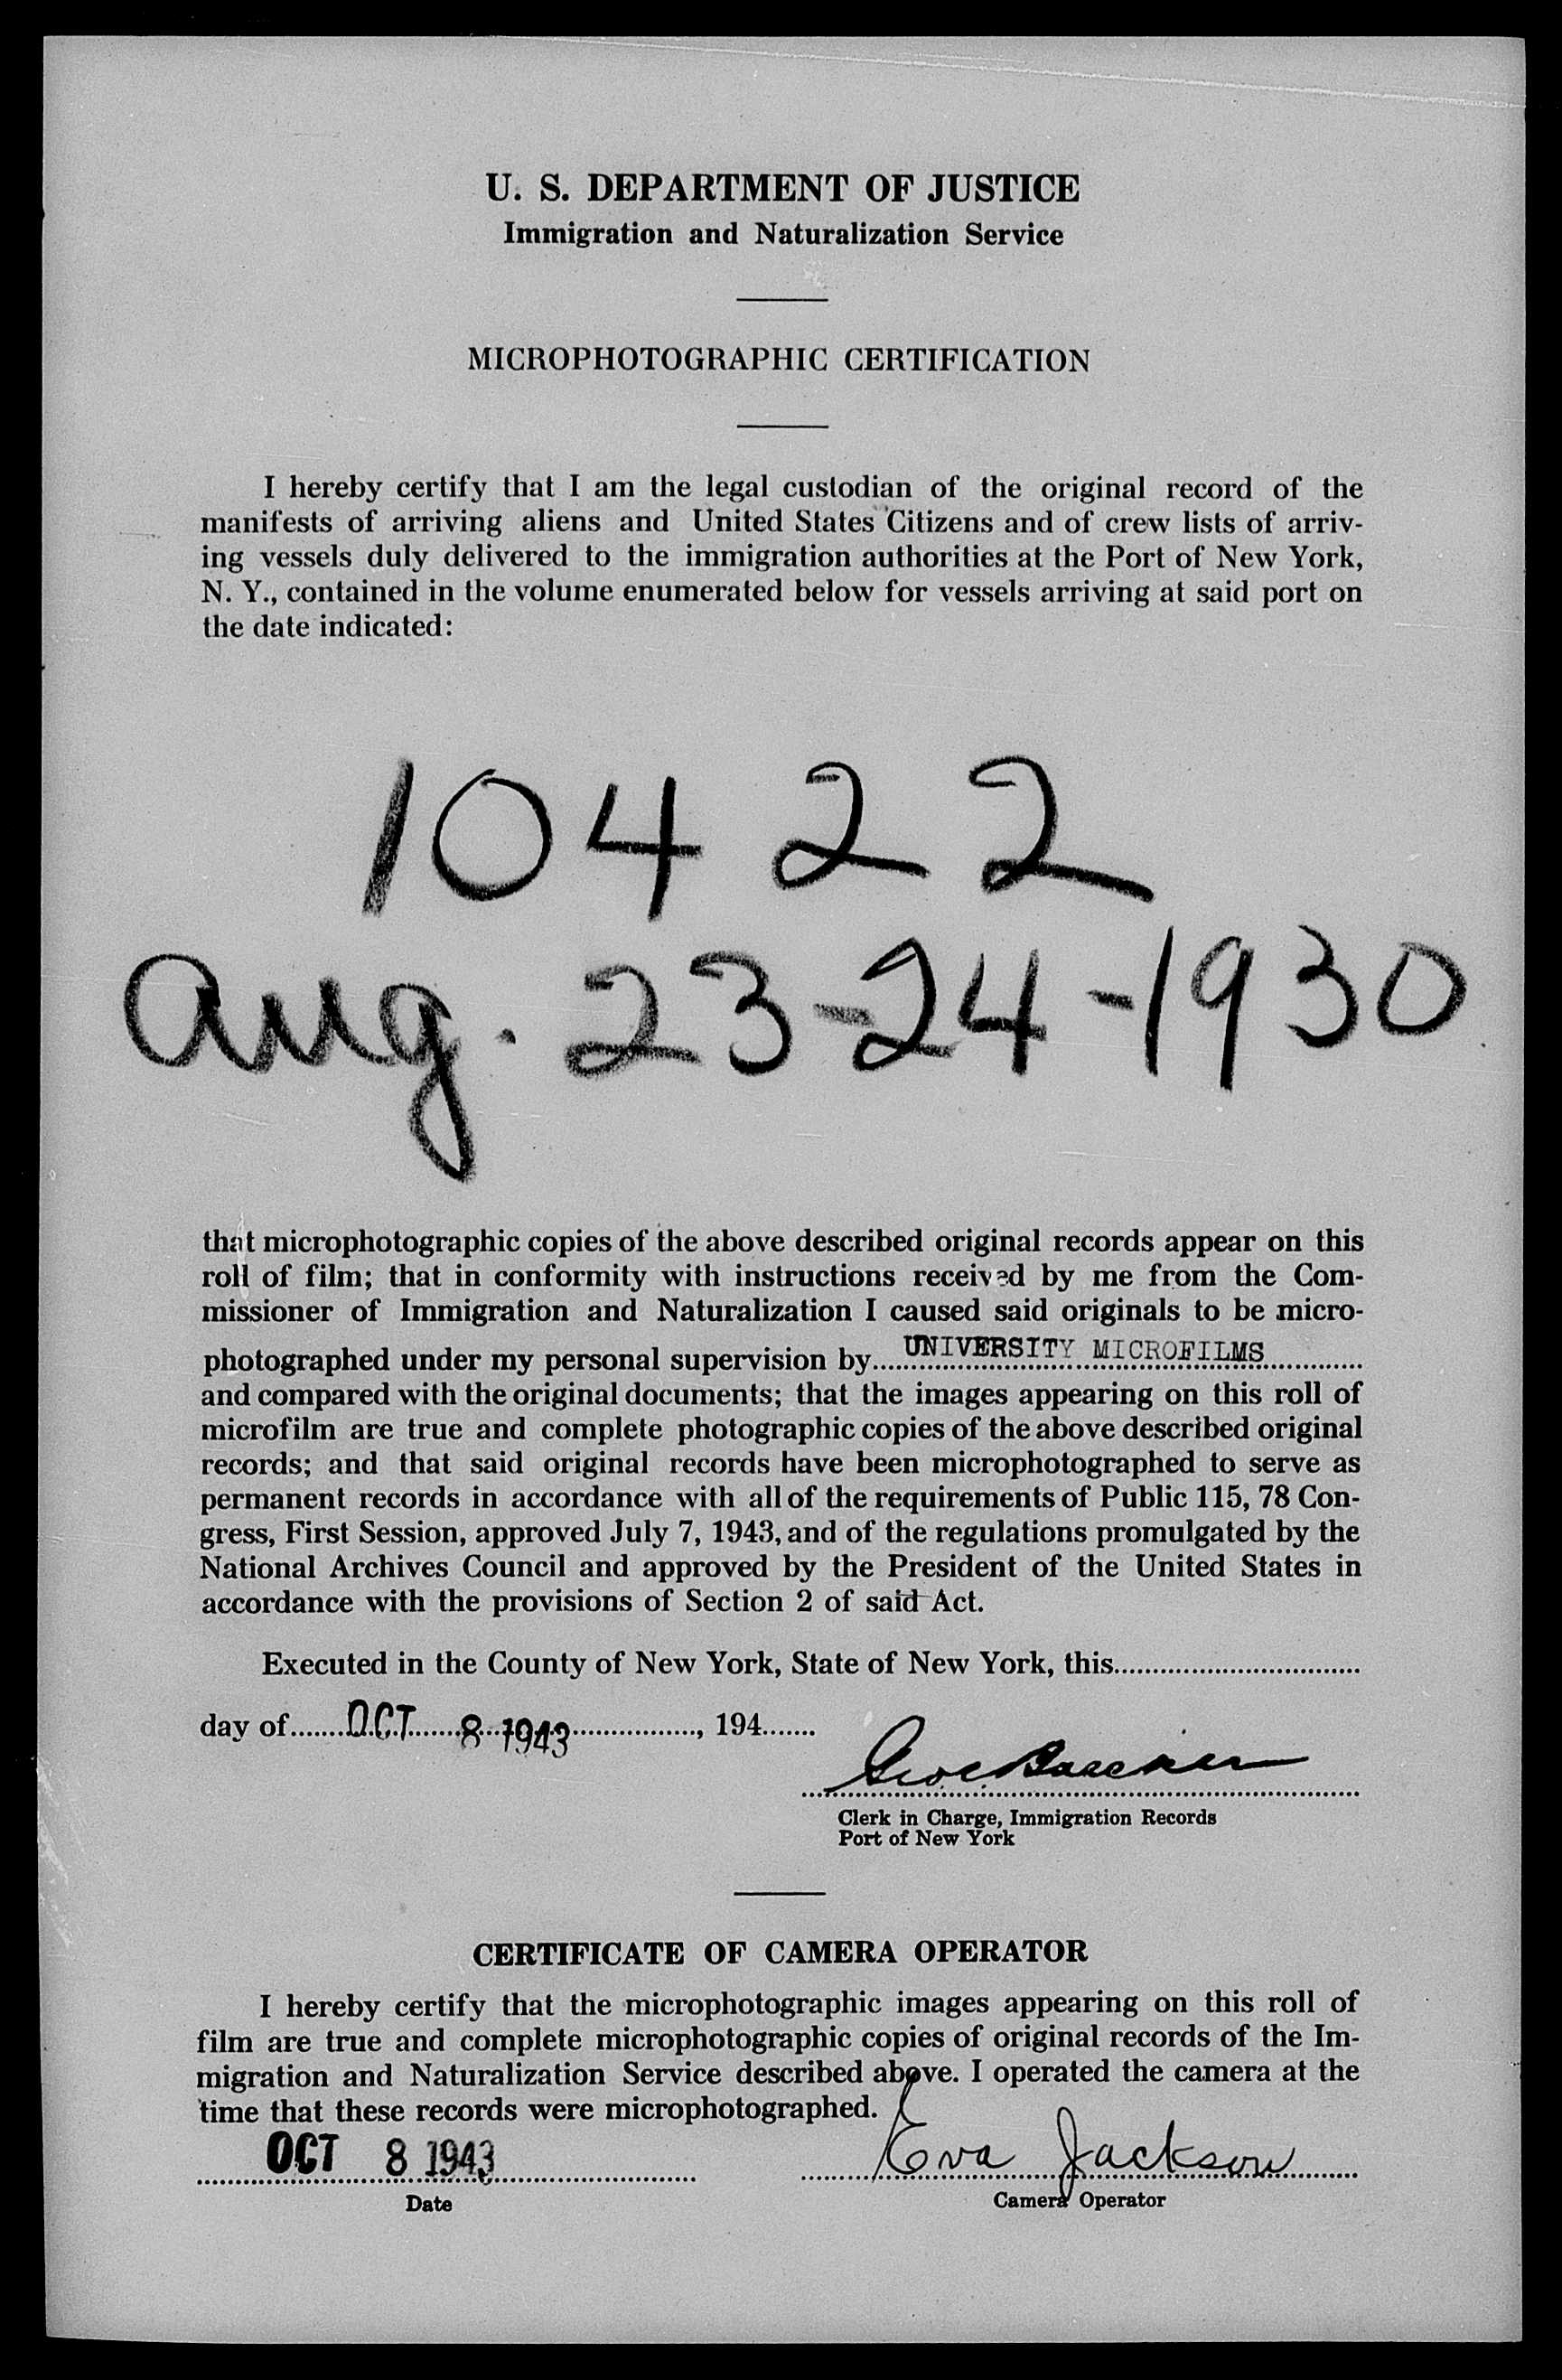 U. S. DEPARTMENT OF JUSTICE
Immigration and Naturalization Service
MICROPHOTOGRAPHIC CERTIFICATION
I hereby certify that I am the legal custodian of the original record of the
manifests of arriving aliens and United States Citizens and of crew lists of arriv-
ing vessels duly delivered to the immigration authorities at the Port of New York,
N. Y., contained in the volume enumerated below for vessels arriving at said port on
the date indicated:
10422
Aug. 23-24-1930
that microphotographic copies of the above described original records appear on this
roll of film; that in conformity with instructions received by me from the Com-
missioner of Immigration and Naturalization I caused said originals to be micro-
photographed under my personal supervision by UNIVERSITY MICROFILMS
and compared with the original documents; that the images appearing on this roll of
microfilm are true and complete photographic copies of the above described original
records; and that said original records have been microphotographed to serve as
permanent records in accordance with all of the requirements of Public 115, 78 Con-
gress, First Session, approved July 7, 1943, and of the regulations promulgated by the
National Archives Council and approved by the President of the United States in
accordance with the provisions of Section 2 of said Act.
Executed in the County of New York, State of New York, this
day of OCT 8 1943, 194
Clerk in Charge, Immigration Records
Port of New York
CERTIFICATE OF CAMERA OPERATOR
I hereby certify that the microphotographic images appearing on this roll of
film are true and complete microphotographic copies of original records of the Im-
migration and Naturalization Service described above. I operated the camera at the
time that these records were microphotographed.
OCT 8 1943 Eva Jackson
Date Camera Operator